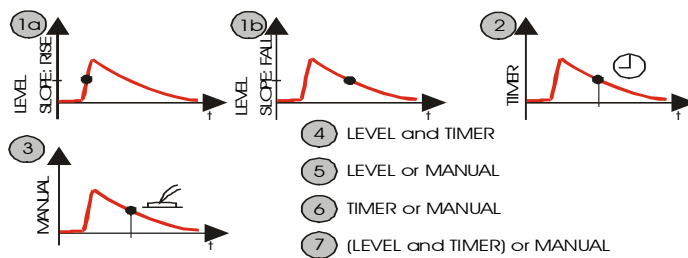 1a
LEVEL
SLOPE: RISE
t
1b
LEVEL
SLOPE: FALL
t
2
TIMER
t
3
MANUAL
t
4 LEVEL and TIMER
5 LEVEL or MANUAL
6 TIMER or MANUAL
7 (LEVEL and TIMER) or MANUAL